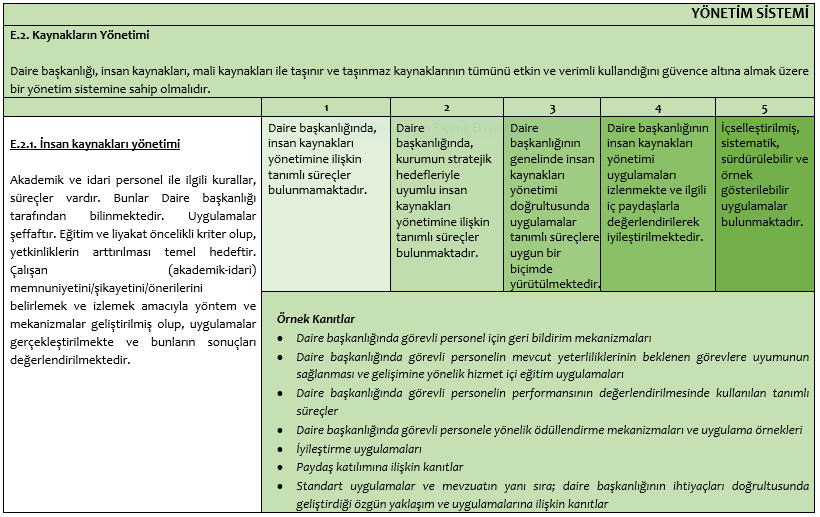 YÖNETİM SİSTEMİ
E.2. Kaynakların Yönetimi
Daire başkanlığı, insan kaynakları, mali kaynakları ile taşınır ve taşınmaz kaynaklarının tümünü etkin ve verimli kullandığını güvence altına almak üzere
bir yönetim sistemine sahip olmalıdır.
1
2
3
4
5
E.2.1. İnsan kaynakları yönetimi
Akademik ve idari personel ile ilgili kurallar,
süreçler vardır. Bunlar Daire başkanlığı
tarafından bilinmektedir. Uygulamalar
şeffaftır. Eğitim ve liyakat öncelikli kriter olup,
yetkinliklerin arttırılması temel hedeftir.
Çalışan (akademik-idari)
memnuniyetini/şikayetini/önerilerini
belirlemek ve izlemek amacıyla yöntem ve
mekanizmalar geliştirilmiş olup, uygulamalar
gerçekleştirilmekte ve bunların sonuçları
değerlendirilmektedir.
Daire başkanlığında,
insan kaynakları
yönetimine ilişkin
tanımlı süreçler
bulunmamaktadır.
Daire
başkanlığında,
kurumun stratejik
hedefleriyle
uyumlu insan
kaynakları
yönetimine ilişkin
tanımlı süreçler
bulunmaktadır.
Daire
başkanlığının
genelinde insan
kaynakları
yönetimi
doğrultusunda
uygulamalar
tanımlı süreçlere
uygun bir
biçimde
yürütülmektedir.
Daire başkanlığının
insan kaynakları
yönetimi
uygulamaları
izlenmekte ve ilgili
iç paydaşlarla
değerlendirilerek
iyileştirilmektedir.
İçselleştirilmiş,
sistematik,
sürdürülebilir ve
örnek
gösterilebilir
uygulamalar
bulunmaktadır.
Örnek Kanıtlar
• Daire başkanlığında görevli personel için geri bildirim mekanizmaları
• Daire başkanlığında görevli personelin mevcut yeterliliklerinin beklenen görevlere uyumunun
sağlanması ve gelişimine yönelik hizmet içi eğitim uygulamaları
• Daire başkanlığında görevli personelin performansının değerlendirilmesinde kullanılan tanımlı
süreçler
• Daire başkanlığında görevli personele yönelik ödüllendirme mekanizmaları ve uygulama örnekleri
• İyileştirme uygulamaları
• Paydaş katılımına ilişkin kanıtlar
• Standart uygulamalar ve mevzuatın yanı sıra; daire başkanlığının ihtiyaçları doğrultusunda
geliştirdiği özgün yaklaşım ve uygulamalarına ilişkin kanıtlar